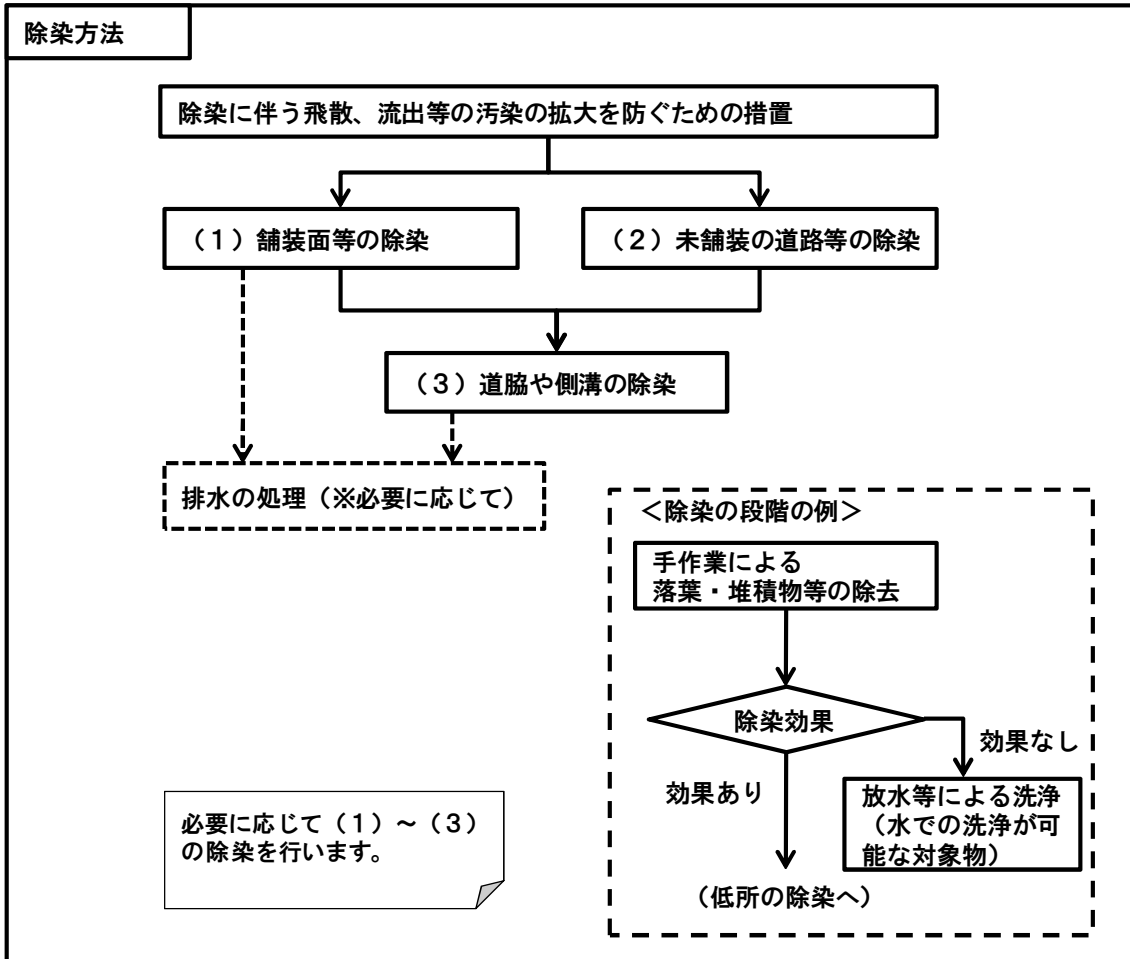 除染方法
除染に伴う飛散、流出等の汚染の拡大を防ぐための措置
（１）舗装面等の除染
（２）未舗装の道路等の除染
（３）道脇や側溝の除染
排水の処理（※必要に応じて）
＜除染の段階の例＞
手作業による
落葉・堆積物等の除去
除染効果
効果なし
効果あり
放水等による洗浄
（水での洗浄が可
能な対象物）
（低所の除染へ）
必要に応じて（１）～（３）
の除染を行います。